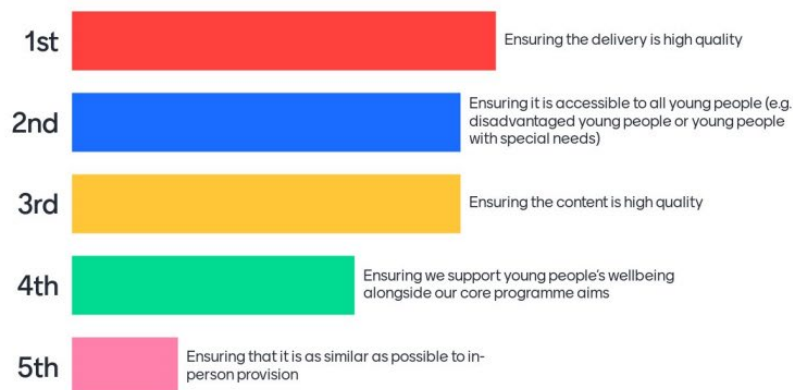 1st
Ensuring the delivery is high quality
2nd
Ensuring it is accessible to all young people (e.g.
disadvantaged young people or young people
with special needs)
3rd
Ensuring the content is high quality
4th
Ensuring we support young people's wellbeing
alongside our core programme aims
5th
Ensuring that it is as similar as possible to in-
person provision